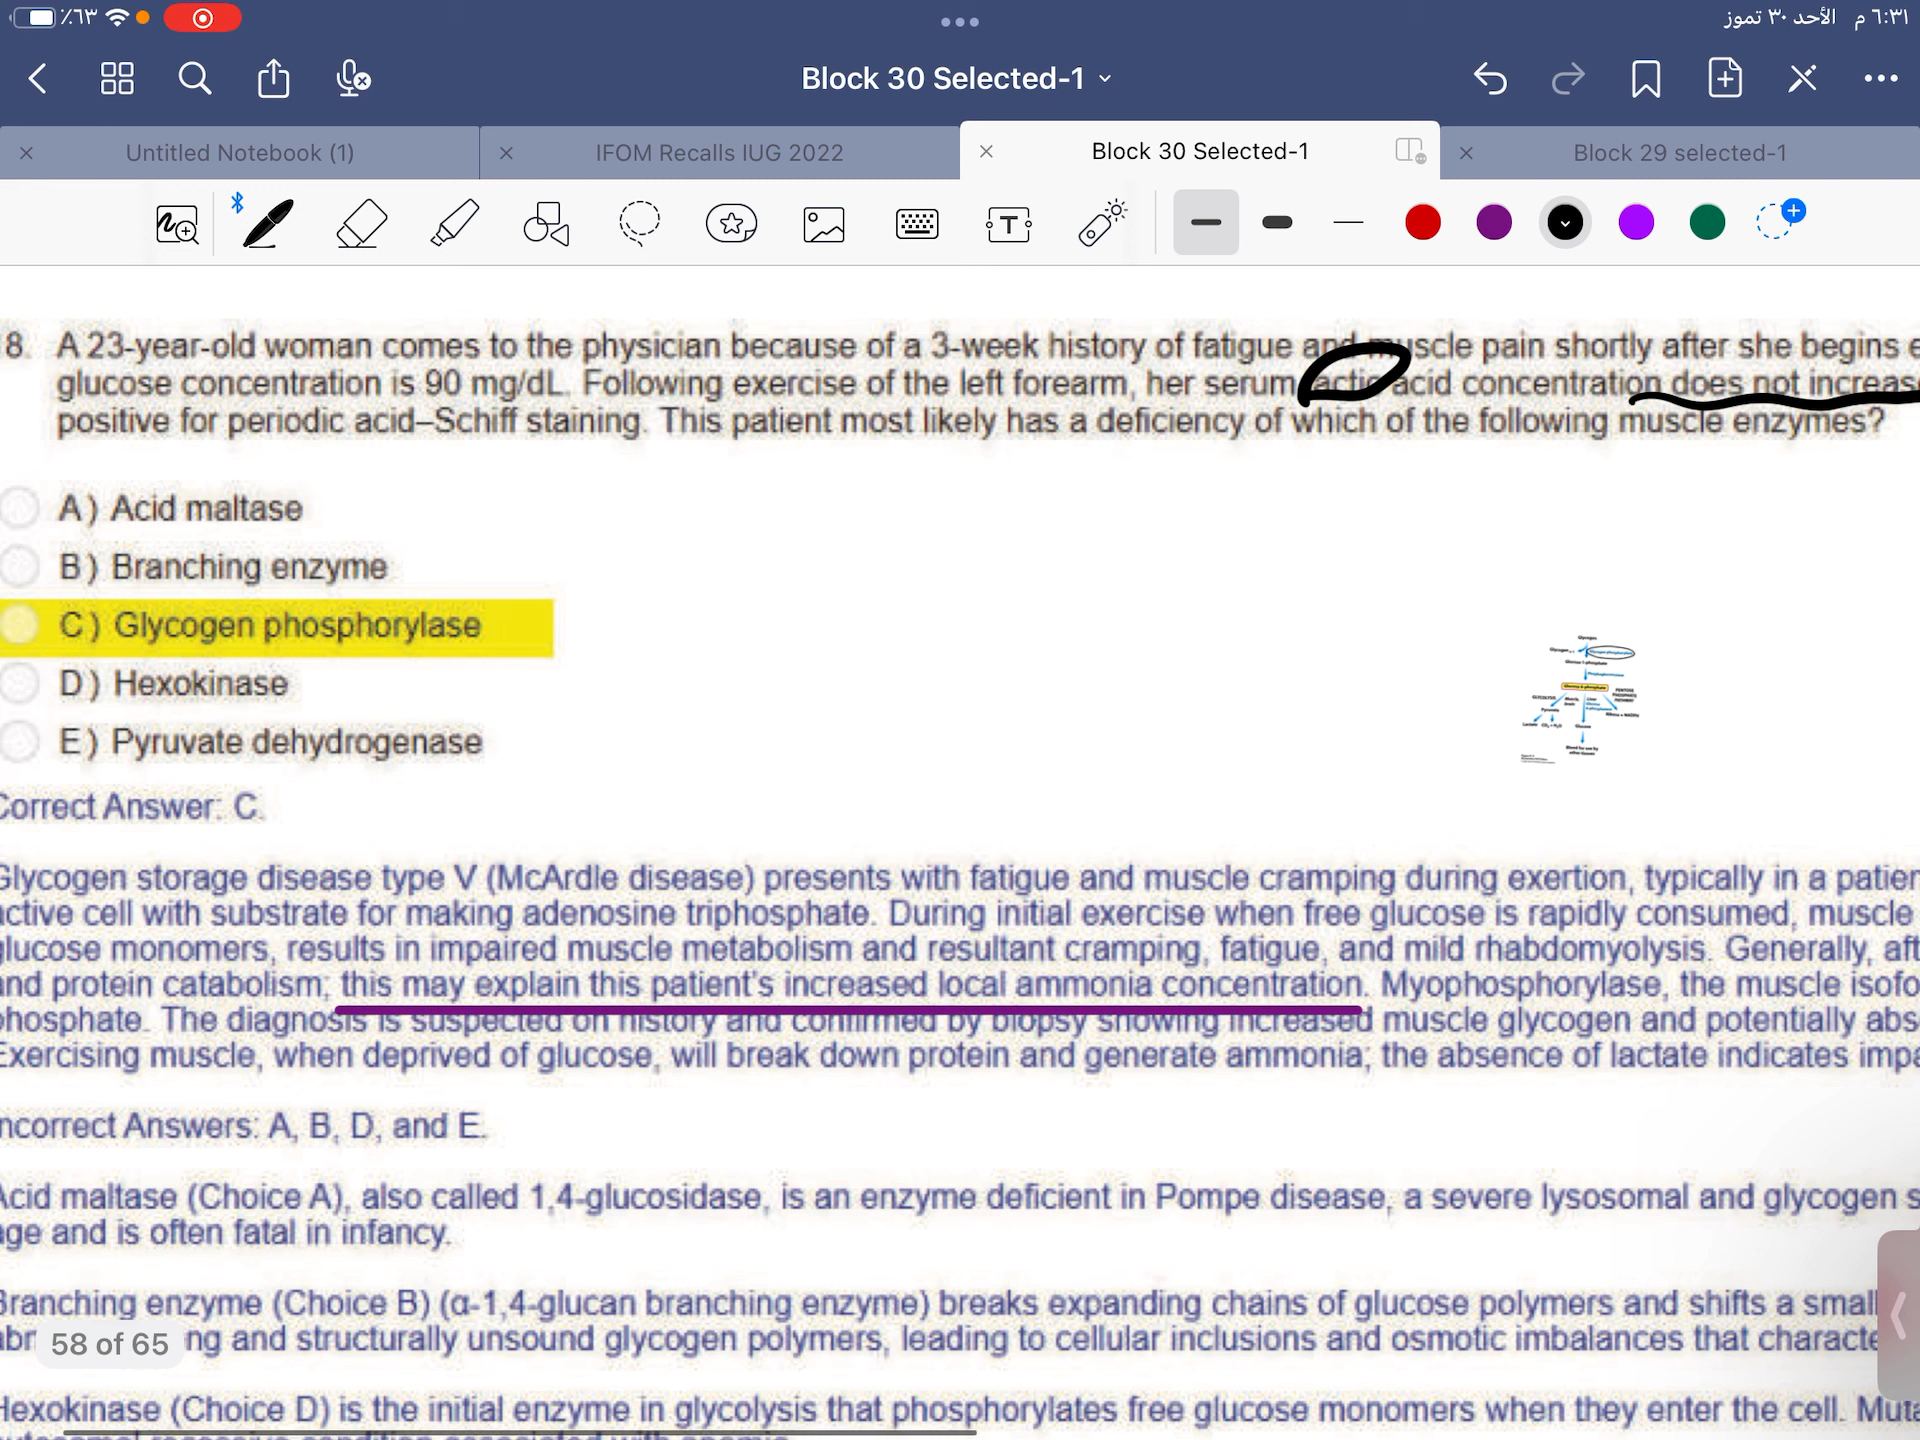 ٪٦٣
٦:٣١ م الأحد ٣٠ تموز
Block 30 Selected-1
Untitled Notebook (1)
IFOM Recalls IUG 2022
Block 30 Selected-1
Block 29 selected-1
8. A 23-year-old woman comes to the physician because of a 3-week history of fatigue and muscle pain shortly after she begins
glucose concentration is 90 mg/dL. Following exercise of the left forearm, her serum acid concentration does not increase
positive for periodic acid–Schiff staining. This patient most likely has a deficiency of which of the following muscle enzymes?
A) Acid maltase
B) Branching enzyme
C) Glycogen phosphorylase
D) Hexokinase
E) Pyruvate dehydrogenase
Correct Answer: C.
Glycogen storage disease type V (McArdle disease) presents with fatigue and muscle cramping during exertion, typically in a
active cell with substrate for making adenosine triphosphate. During initial exercise when free glucose is rapidly consumed, muscle
glucose monomers, results in impaired muscle metabolism and resultant cramping, fatigue, and mild rhabdomyolysis. Generally,
and protein catabolism; this may explain this patient's increased local ammonia concentration. Myophosphorylase, the muscle
phosphate. The diagnosis is suspected on history and confirmed by biopsy showing increased muscle glycogen and potentially
Exercising muscle, when deprived of glucose, will break down protein and generate ammonia; the absence of lactate indicates
Incorrect Answers: A, B, D, and E.
Acid maltase (Choice A), also called 1,4-glucosidase, is an enzyme deficient in Pompe disease, a severe lysosomal and glycogen
age and is often fatal in infancy.
Branching enzyme (Choice B) (α-1,4-glucan branching enzyme) breaks expanding chains of glucose polymers and shifts a small
58 of 65
and structurally unsound glycogen polymers, leading to cellular inclusions and osmotic imbalances that
Hexokinase (Choice D) is the initial enzyme in glycolysis that phosphorylates free glucose monomers when they enter the cell.